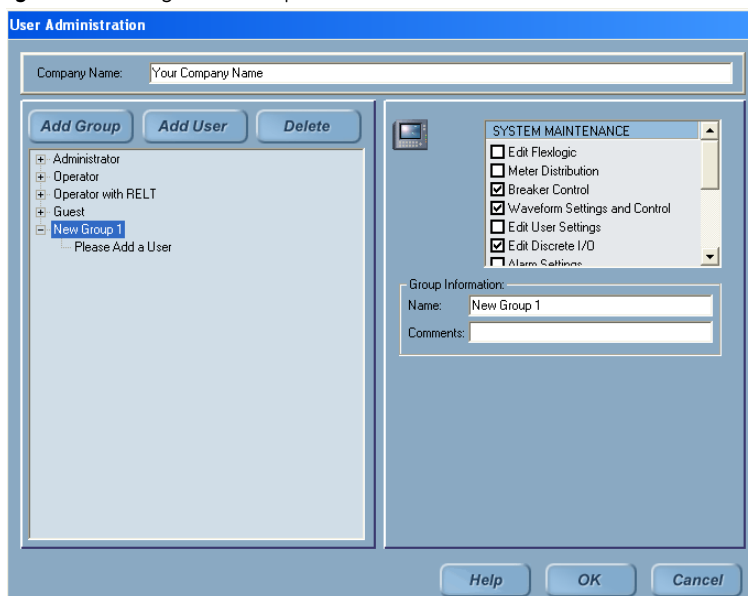 User Administration
Company Name: Your Company Name
Add Group Add User Delete
Administrator
Operator
Operator with RELT
Guest
New Group 1
Please Add a User
SYSTEM MAINTENANCE
Edit Flexlogic
Meter Distribution
Breaker Control
Waveform Settings and Control
Edit User Settings
Edit Discrete I/O
Alarm Settings
Group Information:
Name: New Group 1
Comments:
Help OK Cancel